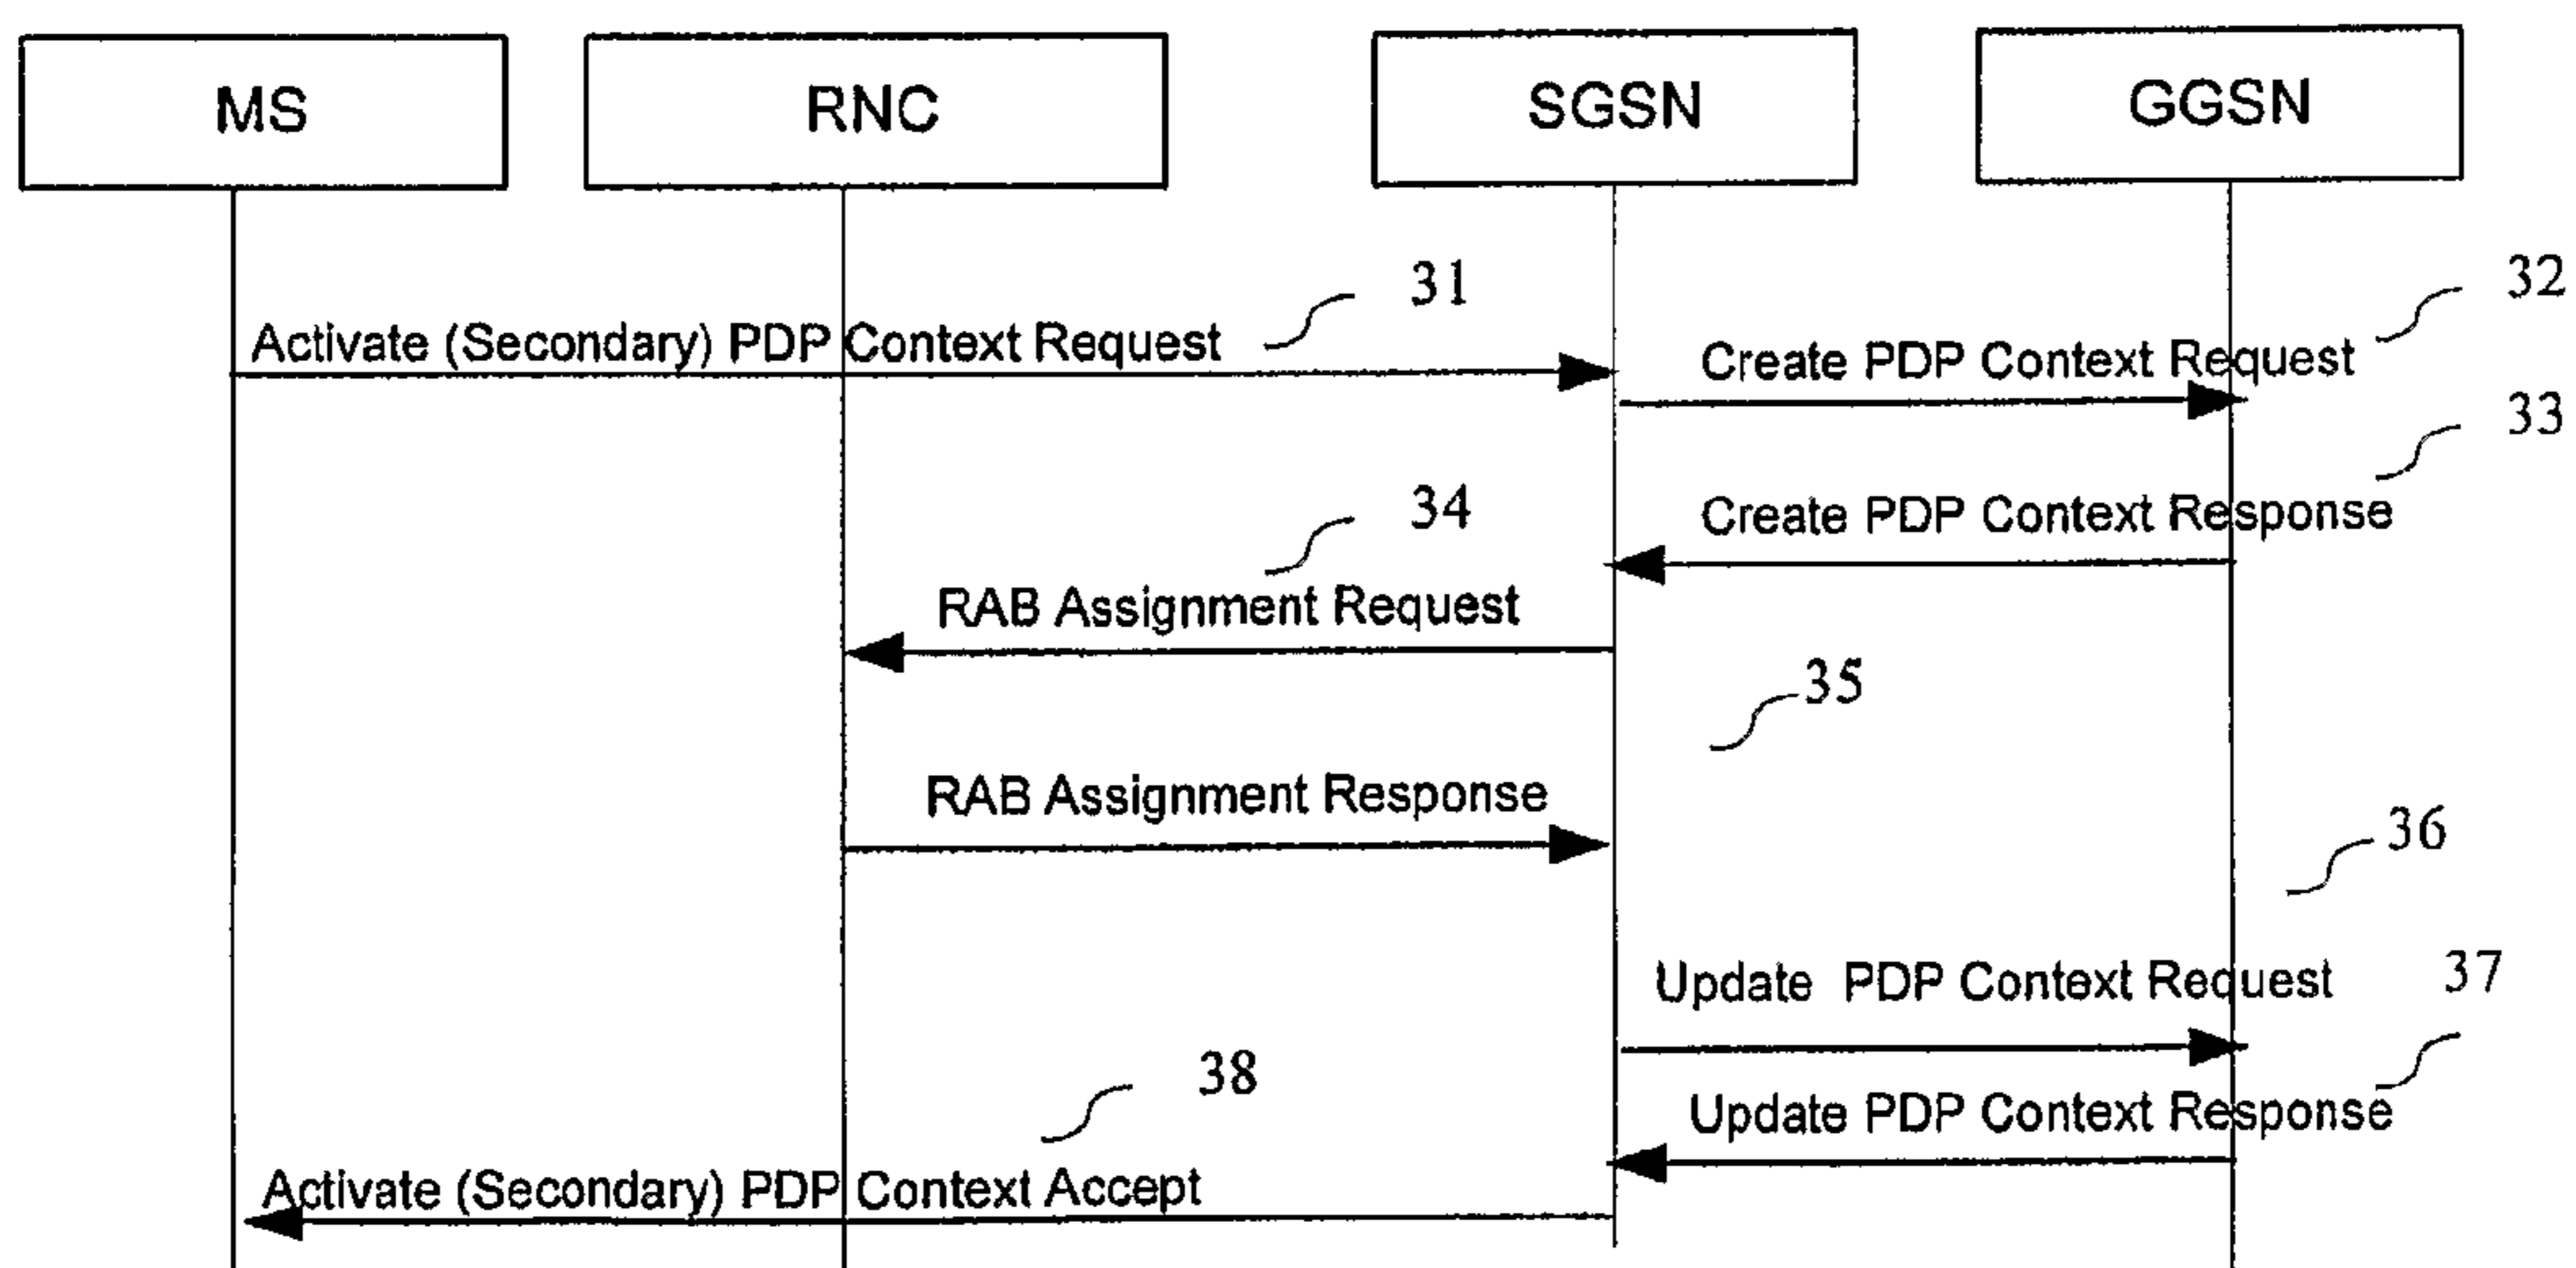 MS RNC SGSN GGSN
31
32
Activate (Secondary) PDP Context Request
Create PDP Context Request
33
34
Create PDP Context Response
RAB Assignment Request
35
RAB Assignment Response
36
Update PDP Context Request
37
38
Update PDP Context Response
Activate (Secondary) PDP Context Accept